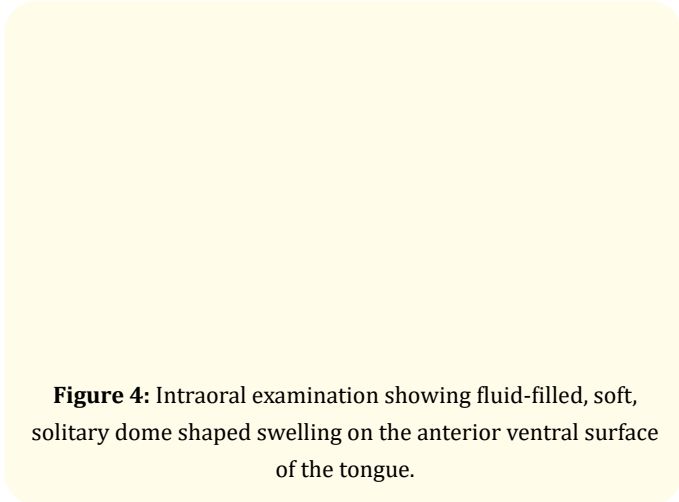 Figure 4: Intraoral examination showing fluid-filled, soft,
solitary dome shaped swelling on the anterior ventral surface
of the tongue.